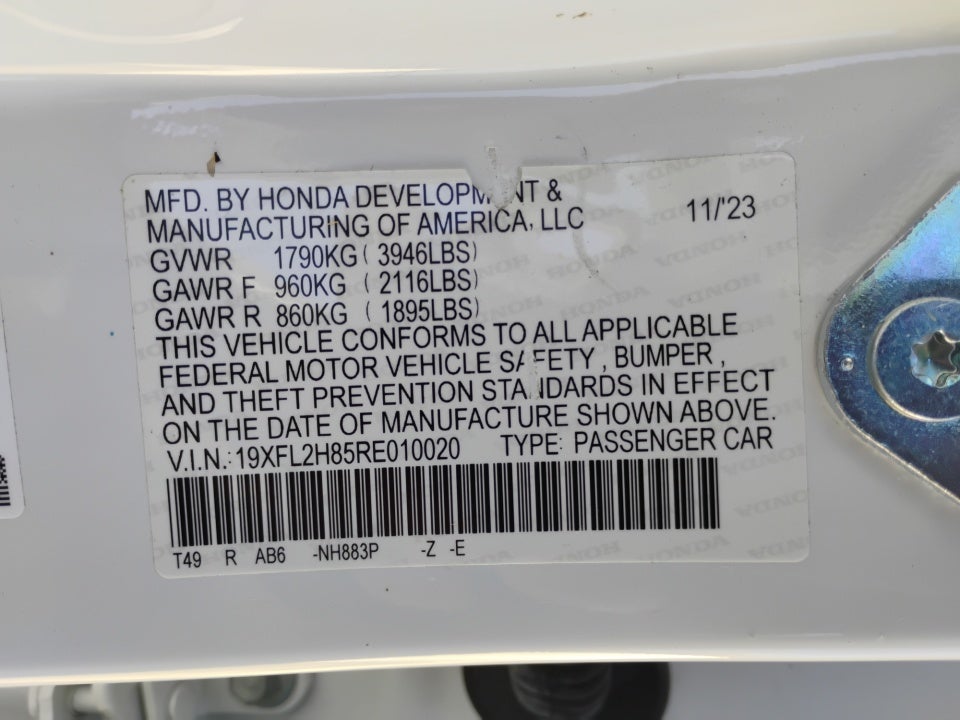 MFD. BY HONDA DEVELOPMENT &
MANUFACTURING OF AMERICA, LLC 11/'23
GVWR 1790KG ( 3946LBS)
GAWR F 960KG ( 2116LBS)
GAWR R 860KG ( 1895LBS)
THIS VEHICLE CONFORMS TO ALL APPLICABLE
FEDERAL MOTOR VEHICLE SAFETY , BUMPER ,
AND THEFT PREVENTION STANDARDS IN EFFECT
ON THE DATE OF MANUFACTURE SHOWN ABOVE.
V.I.N.:19XFL2H85RE010020 TYPE: PASSENGER CAR
T49 R AB6 -NH883P -Z -E